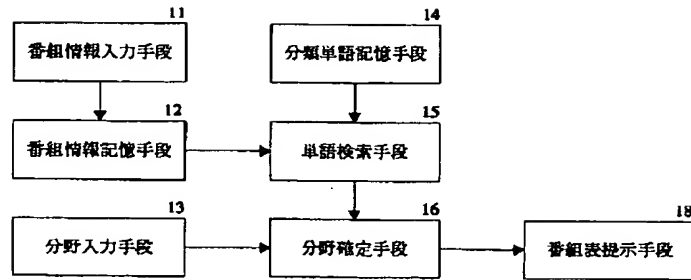 11
番組情報入力手段
14
分類単語記憶手段
12
番組情報記憶手段
15
単語検索手段
13
分野入力手段
16
分野確定手段
18
番組表提示手段